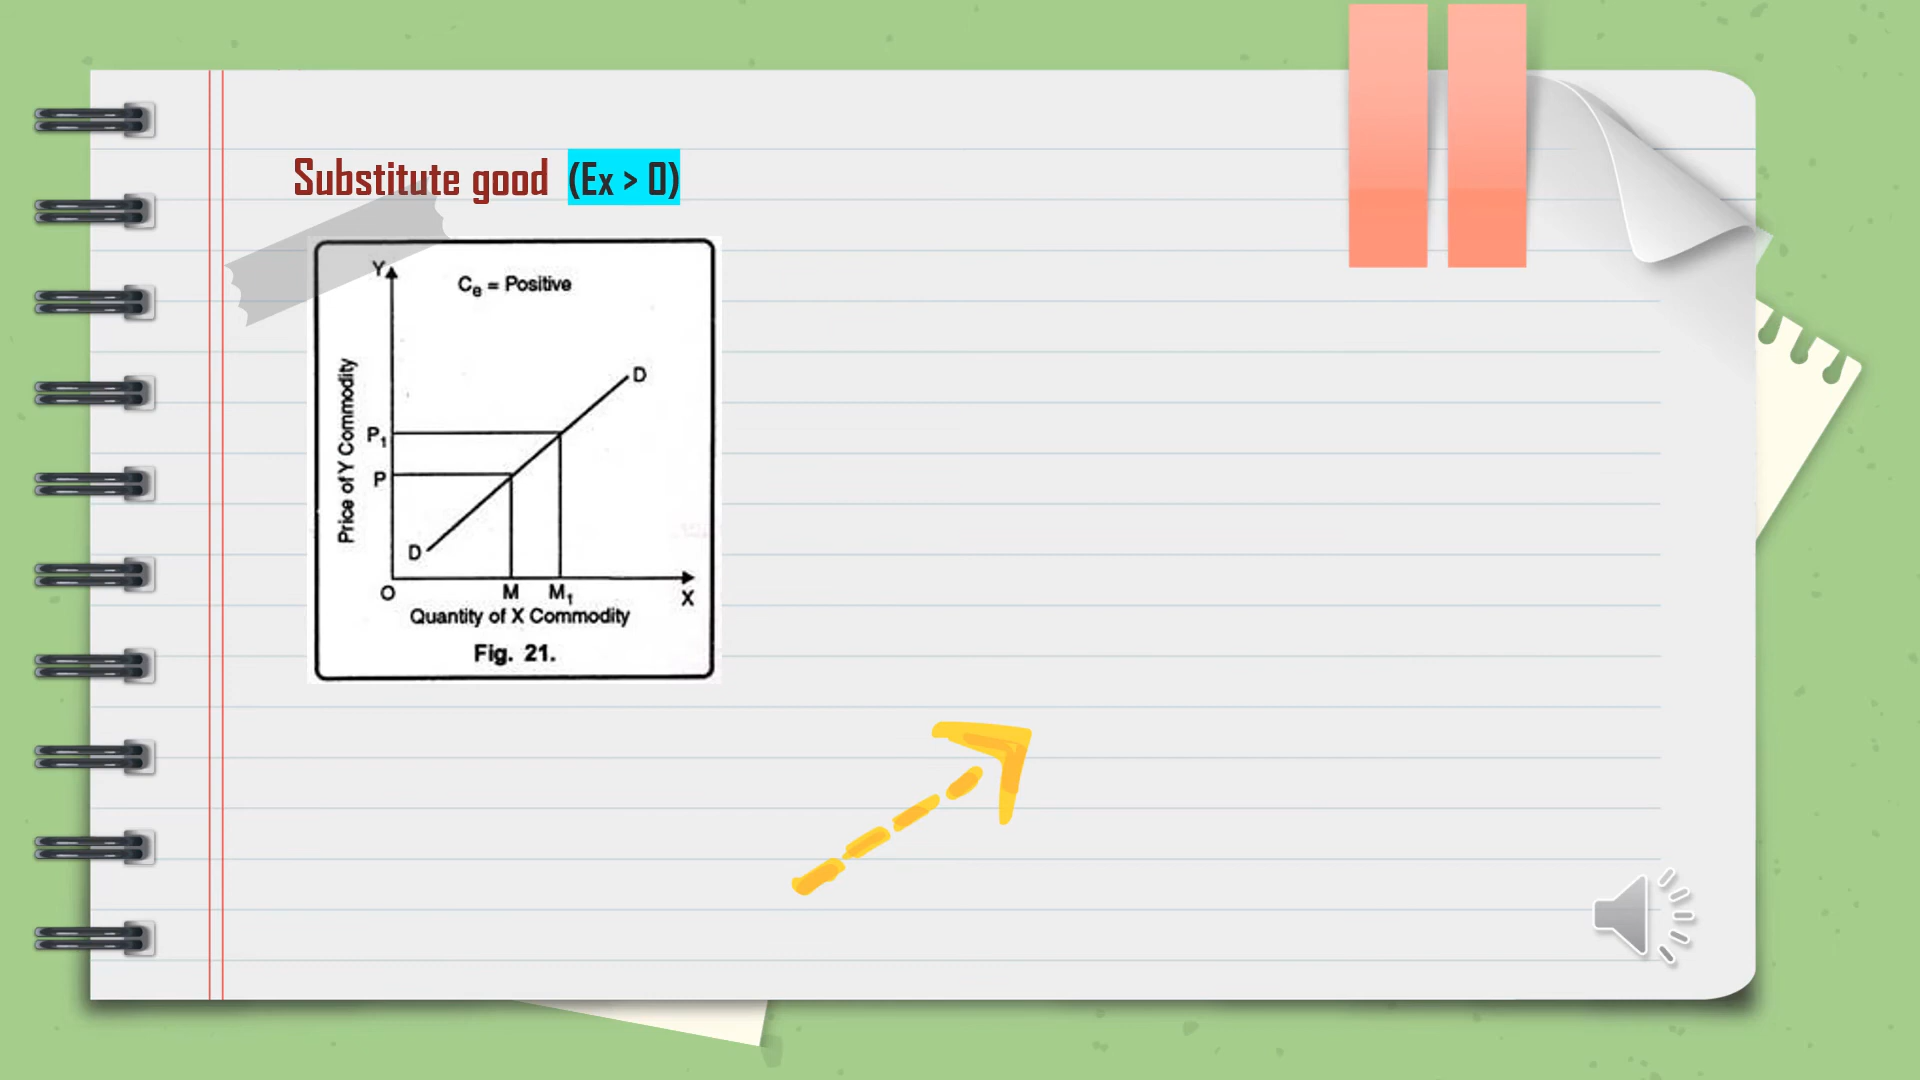 Substitute good (Ex > 0)
Y
Cₑ = Positive
Price of Y Commodity
D
P₁
P
D
O
M
M₁
X
Quantity of X Commodity
Fig. 21.